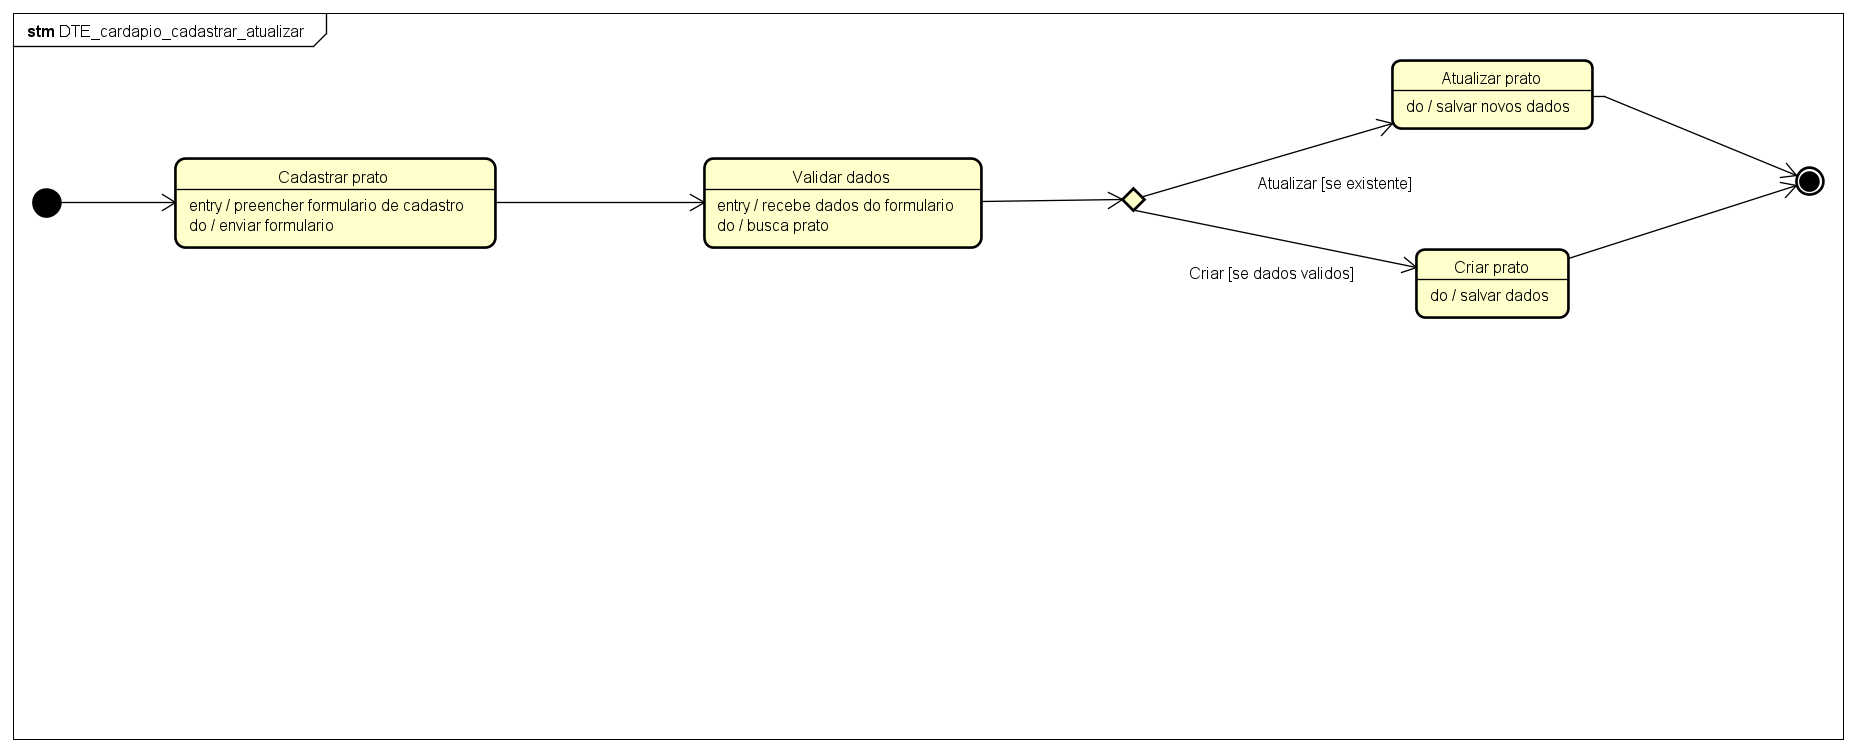 stm DTE_cardapio_cadastrar_atualizar
Atualizar prato
do / salvar novos dados
Cadastrar prato
entry / preencher formulario de cadastro
do / enviar formulario
Validar dados
entry / recebe dados do formulario
do / busca prato
Atualizar [se existente]
Criar [se dados validos]
Criar prato
do / salvar dados